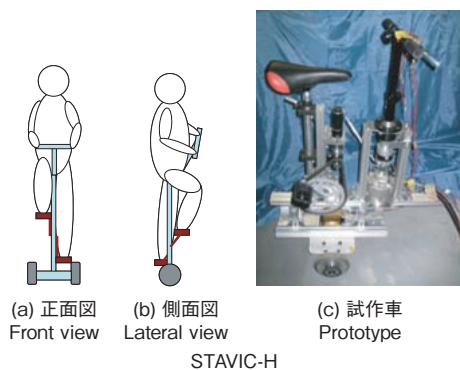 (a) 正面図
Front view
(b) 側面図
Lateral view
(c) 試作車
Prototype
STAVIC-H